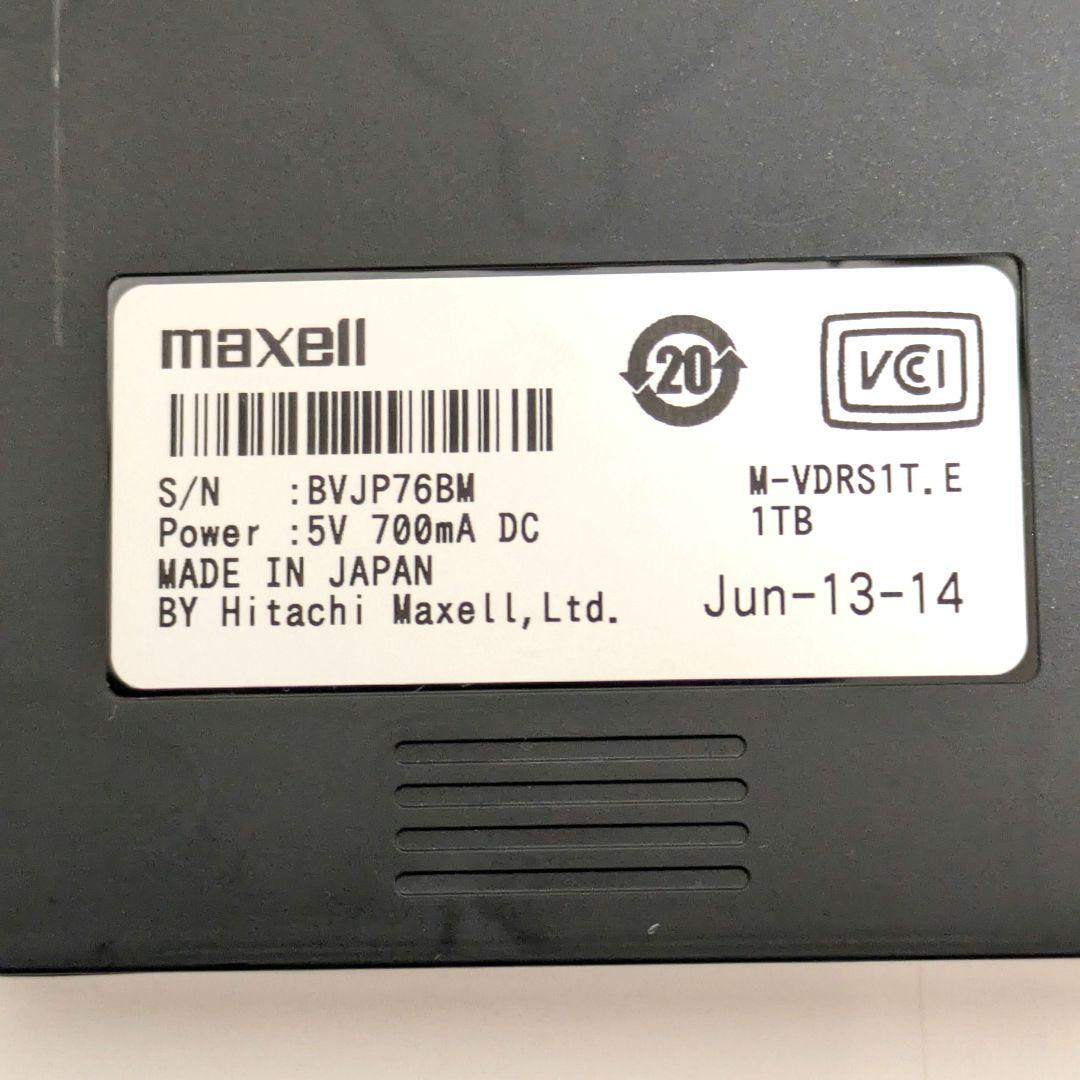 maxell
20
VCCI
S/N :BVJP76BM
M-VDRS1T.E
Power :5V 700mA DC
1TB
MADE IN JAPAN
BY Hitachi Maxell,Ltd.
Jun-13-14